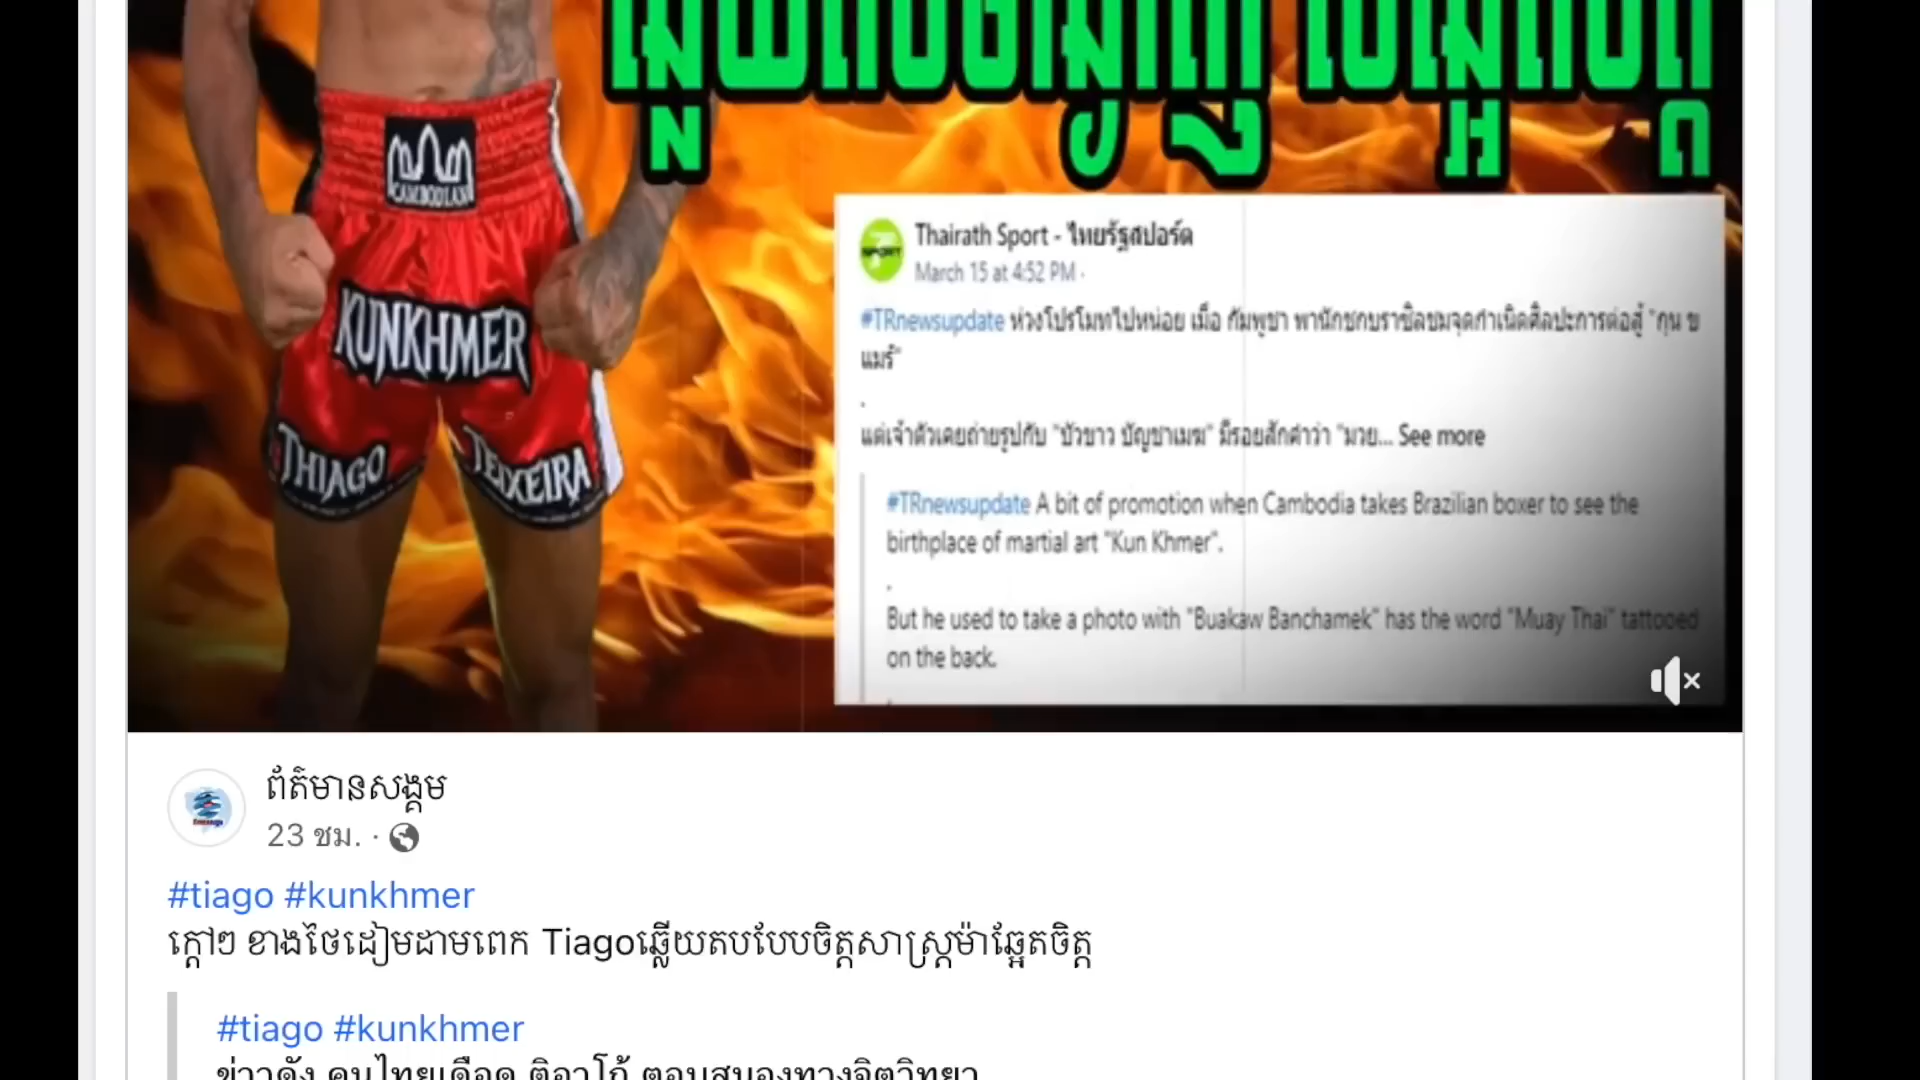 CAMBODIAN
KUNKHMER
THIAGO TEIXEIRA
SPORT
Thairath Sport - ไทยรัฐสปอร์ต
March 15 at 4:52 PM ·
#TRnewsupdate ห่วงโปรโมทไปหน่อย เมื่อ กัมพูชา พานักชกบราซิลชมจุดกำเนิดศิลปะการต่อสู้ "กุน ข
แมร์"
.
แต่เจ้าตัวเคยถ่ายรูปกับ "บัวขาว บัญชาเมฆ" มีรอยสักคำว่า "มวย... See more
#TRnewsupdate A bit of promotion when Cambodia takes Brazilian boxer to see the
birthplace of martial art "Kun Khmer".
.
But he used to take a photo with "Buakaw Banchamek" has the word "Muay Thai" tattooed
on the back.
ព័ត៌មានសង្គម
23 ชม. ·
#tiago #kunkhmer
ក្ដៅៗ ខាងថៃដៀមដាមពេក Tiagoឆ្លើយតបបែបចិត្តសាស្ត្រម៉ាឆ្អែតចិត្ត
#tiago #kunkhmer
ข่าวดัง คนไทยเดือด ติอาโก้ ตอบสนองทางจิตวิทยา